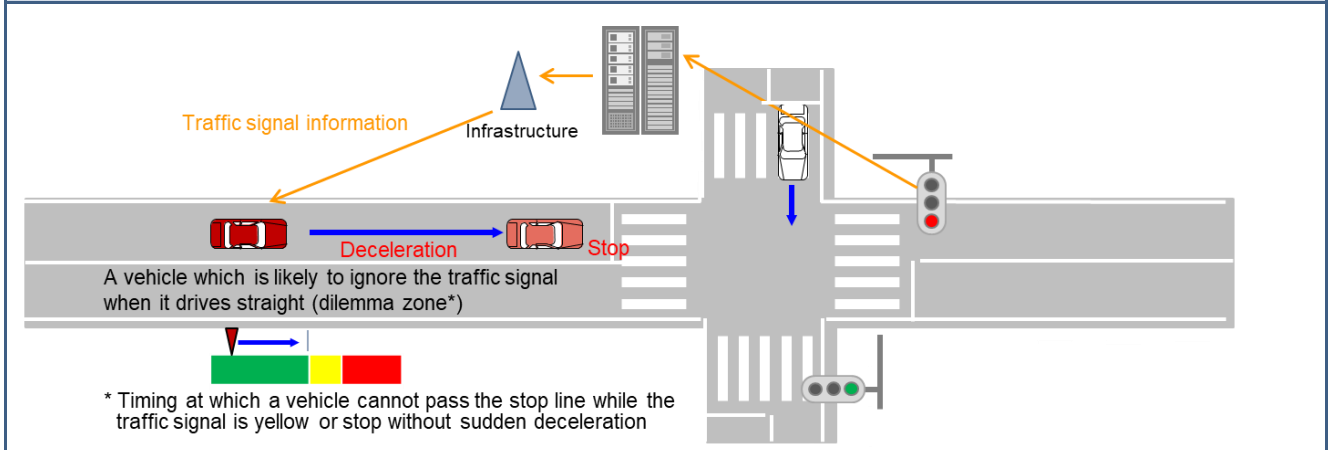 Traffic signal information
Infrastructure
Deceleration
Stop
A vehicle which is likely to ignore the traffic signal
when it drives straight (dilemma zone*)
* Timing at which a vehicle cannot pass the stop line while the
traffic signal is yellow or stop without sudden deceleration